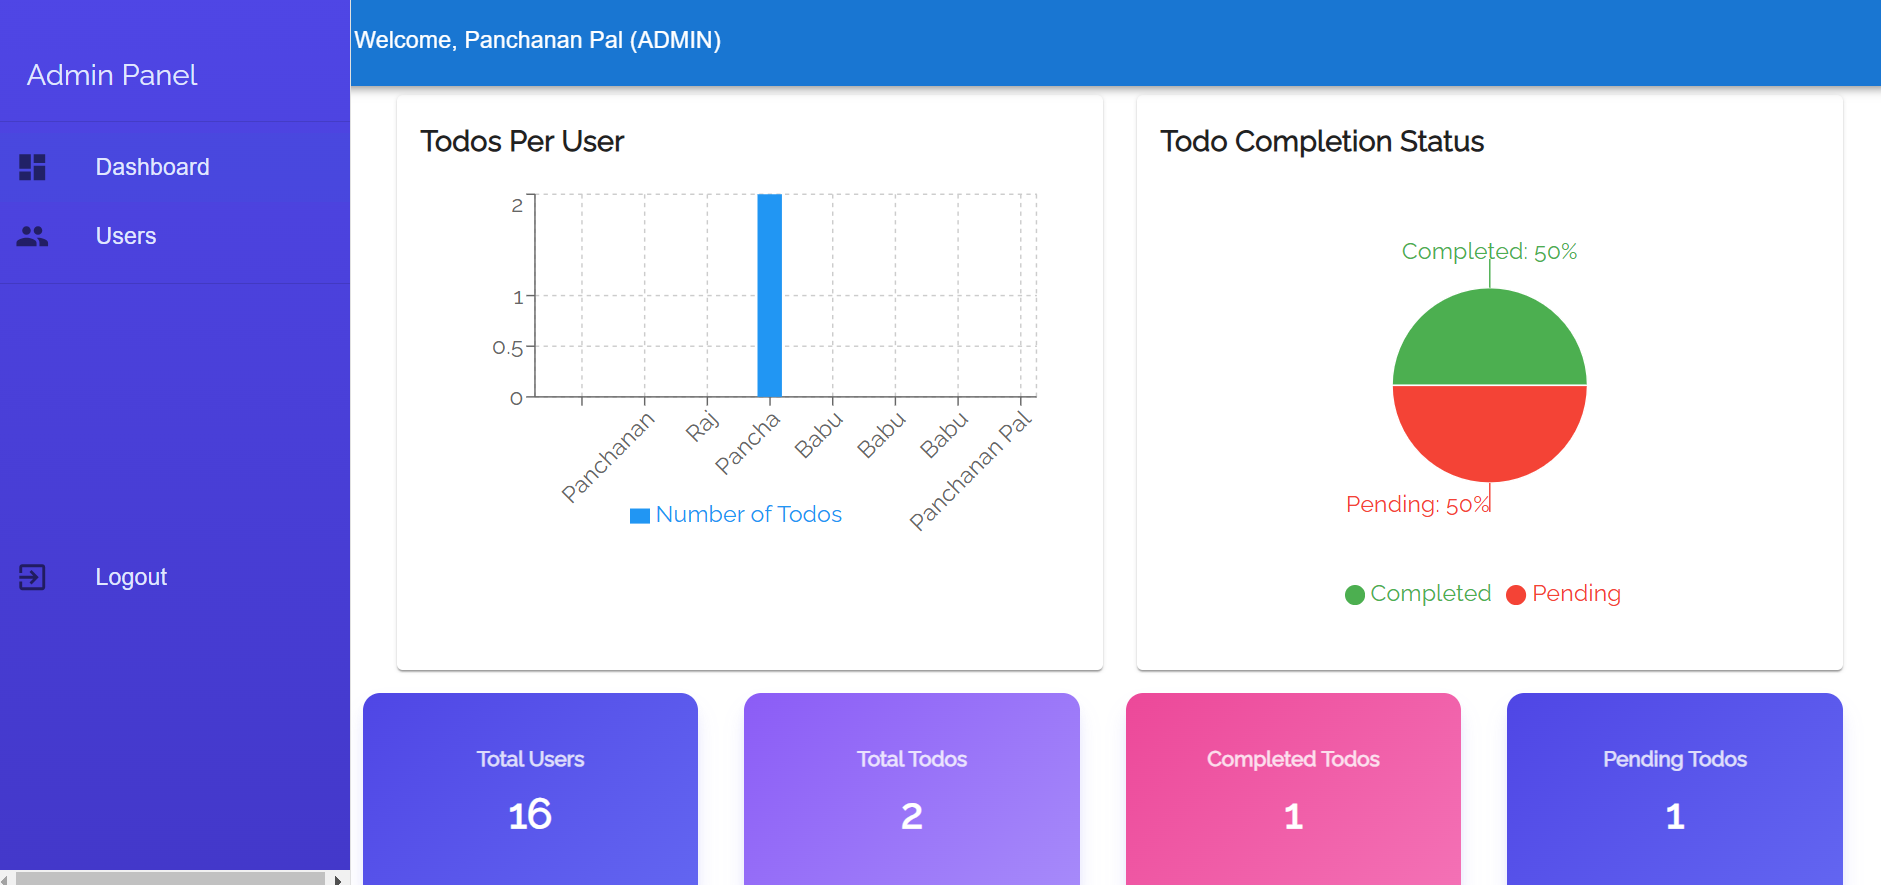 Admin Panel
Dashboard
Users
Logout
Welcome, Panchanan Pal (ADMIN)
Todos Per User
2
1
0.5
0
Panchanan
Raj
Pancha
Babu
Babu
Babu
Panchanan Pal
Number of Todos
Todo Completion Status
Completed: 50%
Pending: 50%
Completed
Pending
Total Users
16
Total Todos
2
Completed Todos
1
Pending Todos
1